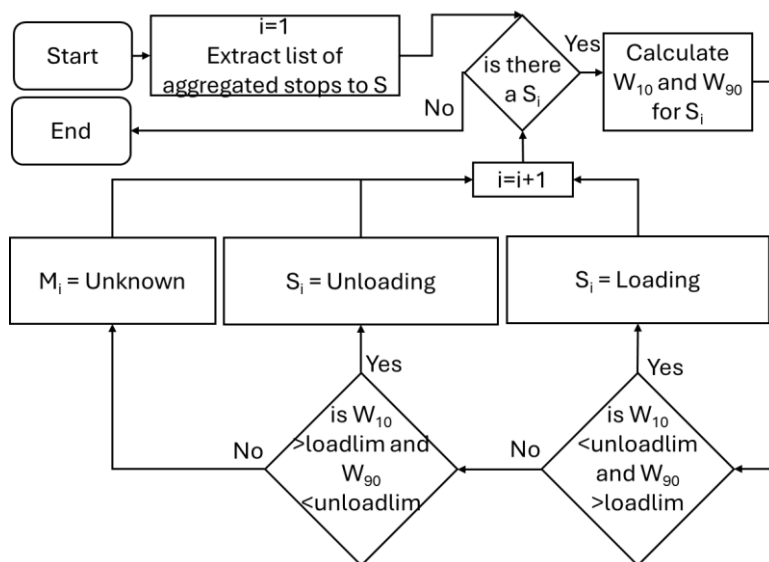 Start
i=1
Extract list of
aggregated stops to S
is there
a Sᵢ
Yes
Calculate
W₁₀ and W₉₀
for Sᵢ
No
End
i=i+1
Mᵢ = Unknown
Sᵢ = Unloading
Sᵢ = Loading
Yes
Yes
is W₁₀
>loadlim and
W₉₀
<unloadlim
No
is W₁₀
<unloadlim
and W₉₀
>loadlim
No